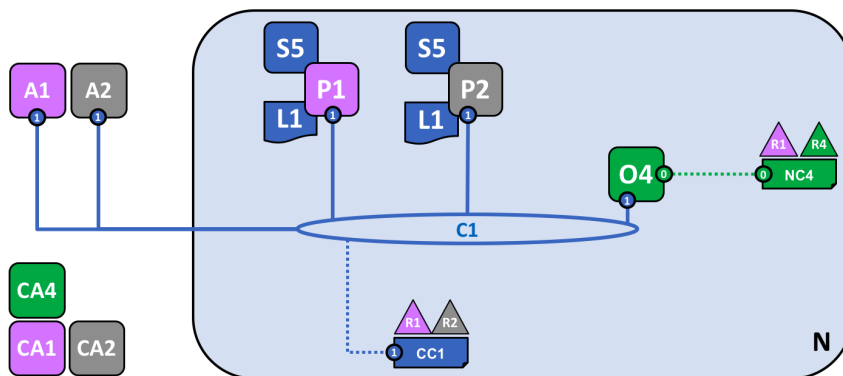 S5 S5
A1 A2 P1 P2
1 1 L1 1 L1 1
R1 R4
O4 0 0 NC4
1
C1
CA4
R1 R2
CA1 CA2 1 CC1 N